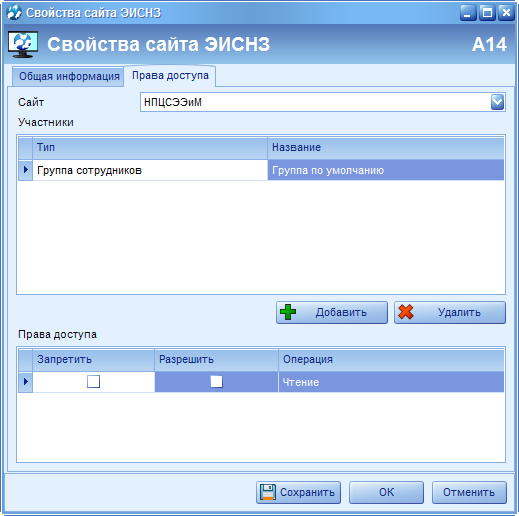 Свойства сайта ЭИСНЗ
Свойства сайта ЭИСНЗ A14
Общая информация Права доступа
Сайт НПЦСЭЭиМ
Участники
Тип Название
Группа сотрудников Группа по умолчанию
Добавить Удалить
Права доступа
Запретить Разрешить Операция
Чтение
Сохранить ОК Отменить